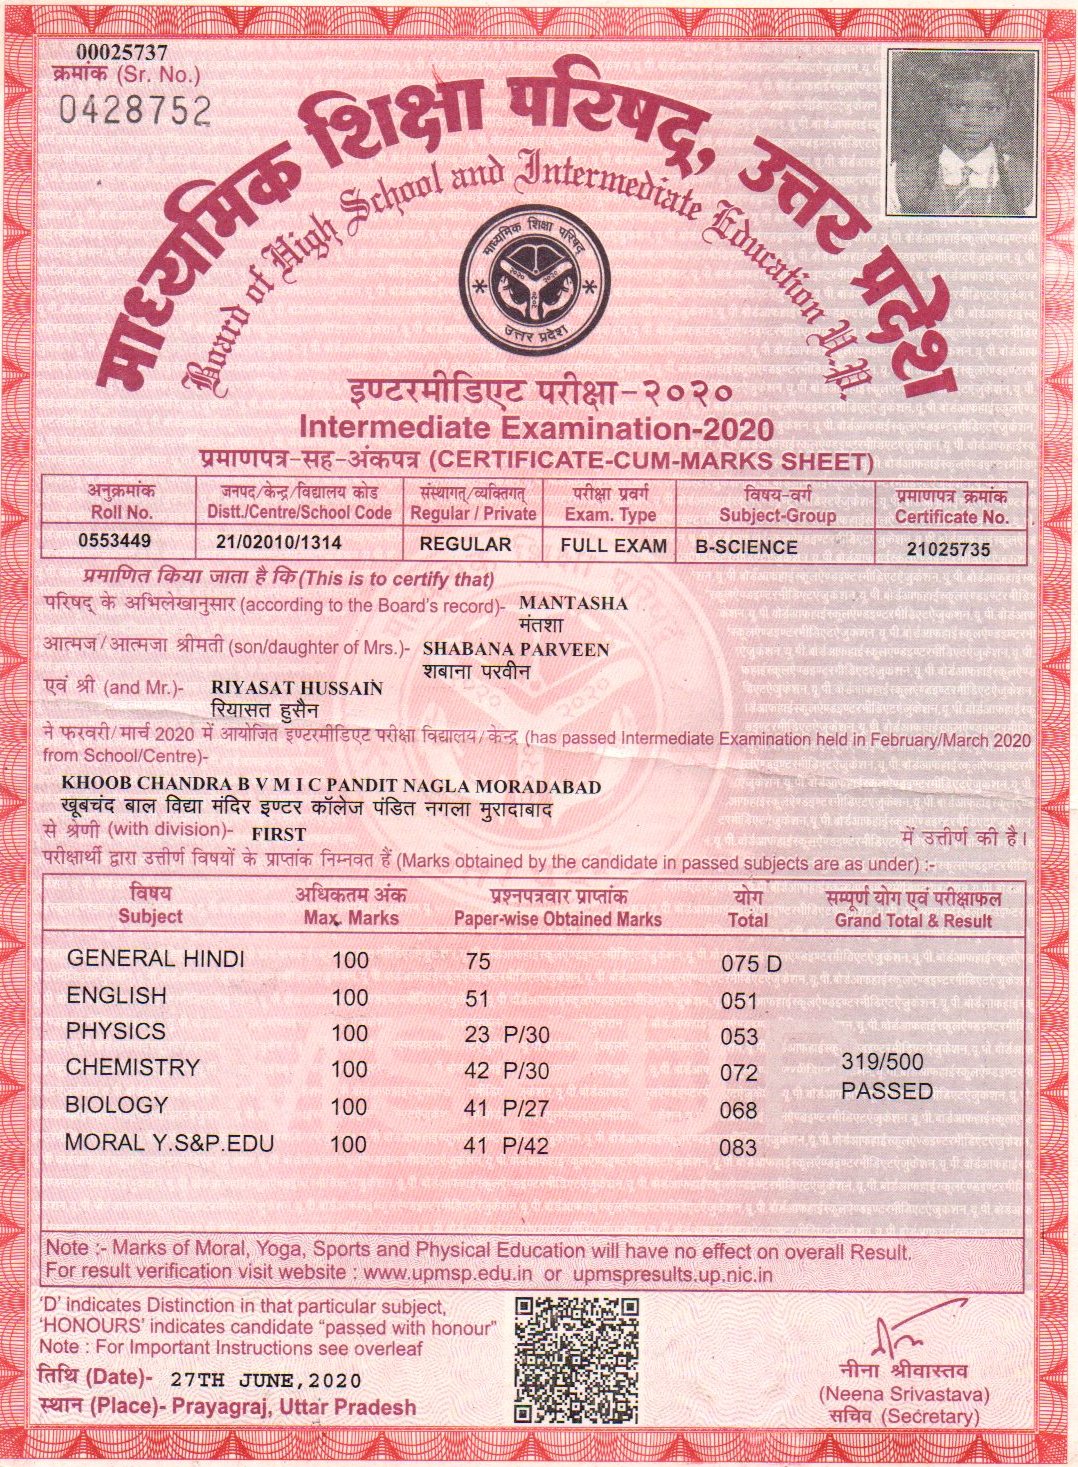 00025737
क्रमांक (Sr. No.)
0428752
माध्यमिक शिक्षा परिषद्, उत्तर प्रदेश
Board of High School and Intermediate Education U.P.
माध्यमिक शिक्षा परिषद्
उत्तर प्रदेश
इण्टरमीडिएट परीक्षा-२०२०
Intermediate Examination-2020
प्रमाणपत्र-सह-अंकपत्र (CERTIFICATE-CUM-MARKS SHEET)
अनुक्रमांक जनपद/केन्द्र/विद्यालय कोड संस्थागत्/व्यक्तिगत् परीक्षा प्रवर्ग विषय-वर्ग प्रमाणपत्र क्रमांक
Roll No. Distt./Centre/School Code Regular / Private Exam. Type Subject-Group Certificate No.
0553449 21/02010/1314 REGULAR FULL EXAM B-SCIENCE 21025735
प्रमाणित किया जाता है कि (This is to certify that)
परिषद् के अभिलेखानुसार (according to the Board's record)- MANTASHA
मंतशा
आत्मज/आत्मजा श्रीमती (son/daughter of Mrs.)- SHABANA PARVEEN
शबाना परवीन
एवं श्री (and Mr.)- RIYASAT HUSSAIN
रियासत हुसैन
ने फरवरी/मार्च 2020 में आयोजित इण्टरमीडिएट परीक्षा विद्यालय/केन्द्र (has passed Intermediate Examination held in February/March 2020
from School/Centre)-
KHOOB CHANDRA B V M I C PANDIT NAGLA MORADABAD
खूबचंद बाल विद्या मंदिर इण्टर कॉलेज पंडित नगला मुरादाबाद
से श्रेणी (with division)- FIRST में उत्तीर्ण की है।
परीक्षार्थी द्वारा उत्तीर्ण विषयों के प्राप्तांक निम्नवत हैं (Marks obtained by the candidate in passed subjects are as under) :-
विषय अधिकतम अंक प्रश्नपत्रवार प्राप्तांक योग सम्पूर्ण योग एवं परीक्षाफल
Subject Max. Marks Paper-wise Obtained Marks Total Grand Total & Result
GENERAL HINDI 100 75 075 D
ENGLISH 100 51 051
PHYSICS 100 23 P/30 053
CHEMISTRY 100 42 P/30 072
319/500
PASSED
BIOLOGY 100 41 P/27 068
MORAL Y.S&P.EDU 100 41 P/42 083
Note :- Marks of Moral, Yoga, Sports and Physical Education will have no effect on overall Result.
For result verification visit website : www.upmsp.edu.in or upmspresults.up.nic.in
'D' indicates Distinction in that particular subject,
'HONOURS' indicates candidate "passed with honour"
Note : For Important Instructions see overleaf
तिथि (Date)- 27TH JUNE,2020
स्थान (Place)- Prayagraj, Uttar Pradesh
नीना श्रीवास्तव
(Neena Srivastava)
सचिव (Secretary)